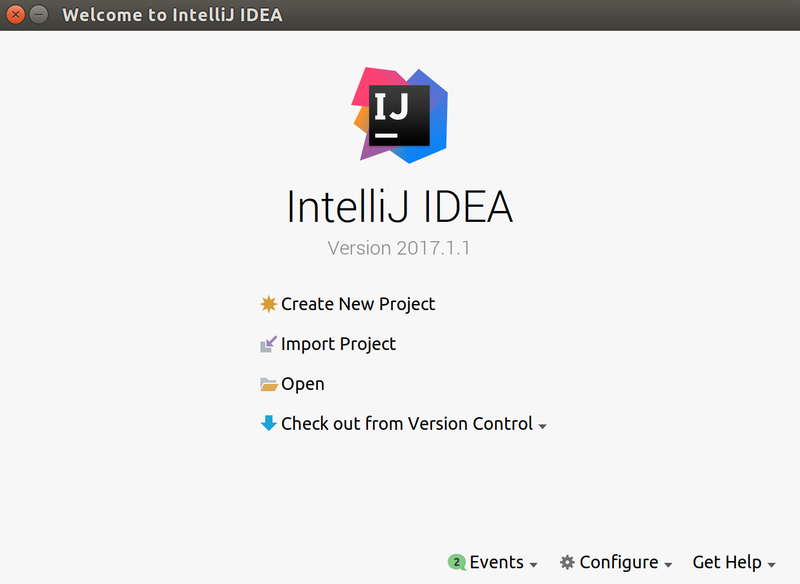 Welcome to IntelliJ IDEA
IJ
IntelliJ IDEA
Version 2017.1.1
Create New Project
Import Project
Open
Check out from Version Control
2 Events Configure Get Help